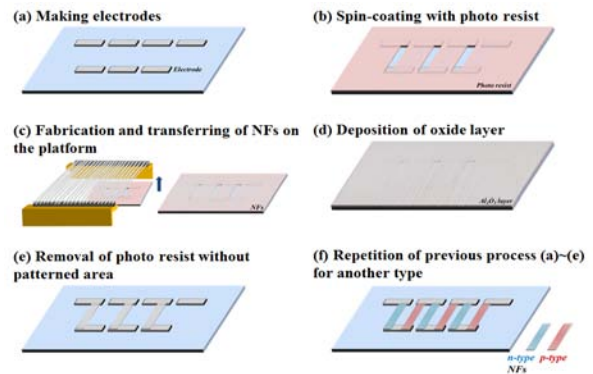 (a) Making electrodes
Electrode
(b) Spin-coating with photo resist
Photo resist
(c) Fabrication and transferring of NFs on
the platform
NFs
(d) Deposition of oxide layer
Al₂O₃ layer
(e) Removal of photo resist without
patterned area
(f) Repetition of previous process (a)~(e)
for another type
n-type p-type
NFs